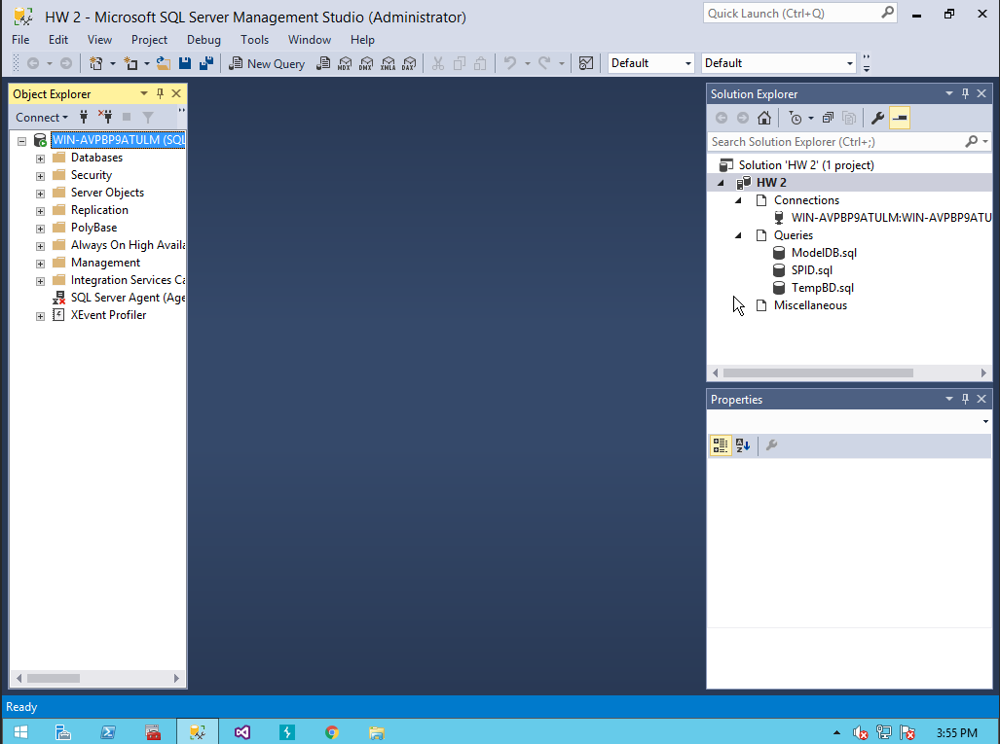 HW 2 - Microsoft SQL Server Management Studio (Administrator)
Quick Launch (Ctrl+Q)
File Edit View Project Debug Tools Window Help
New Query MDX DMX XMLA DAX Default Default
Object Explorer
Connect
WIN-AVPBP9ATULM (SQL
Databases
Security
Server Objects
Replication
PolyBase
Always On High Availa
Management
Integration Services Ca
SQL Server Agent (Age
XEvent Profiler
Solution Explorer
Search Solution Explorer (Ctrl+;)
Solution 'HW 2' (1 project)
HW 2
Connections
WIN-AVPBP9ATULM:WIN-AVPBP9ATU
Queries
ModelDB.sql
SPID.sql
TempBD.sql
Miscellaneous
Properties
Ready
3:55 PM